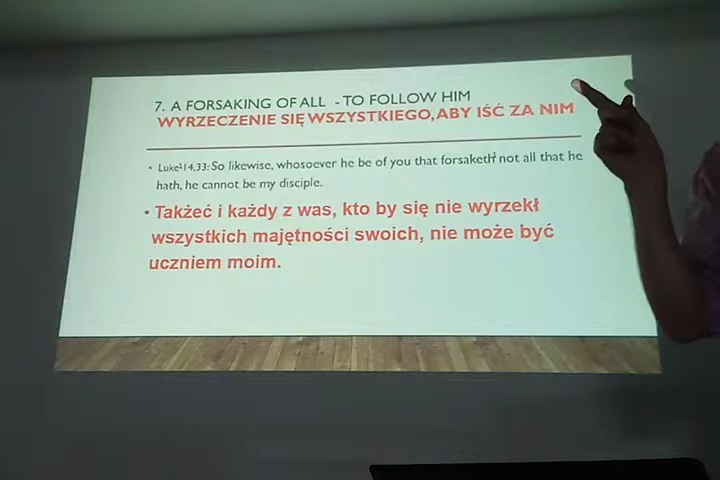 7. A FORSAKING OF ALL - TO FOLLOW HIM
WYRZECZENIE SIĘ WSZYSTKIEGO, ABY IŚĆ ZA NIM
• Luke 14.33: So likewise, whosoever he be of you that forsaketh not all that he
hath, he cannot be my disciple.
• Takżeć i każdy z was, kto by się nie wyrzekł
wszystkich majętności swoich, nie może być
uczniem moim.